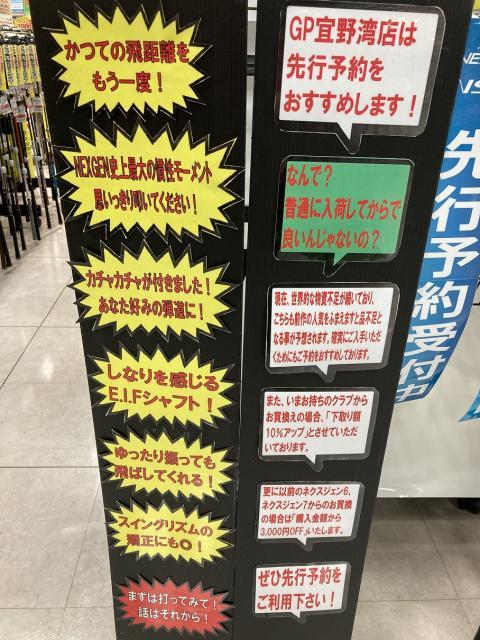 かつての飛距離を
もう一度！
NEXGEN史上最大の慣性モーメント
思いっきり叩いてください！
カチャカチャが付きました！
あなた好みの弾道に！
しなりを感じる
E.I.Fシャフト！
ゆったり振っても
飛ばしてくれる！
スイングリズムの
矯正にも〇！
まずは打ってみて！
話はそれから！
GP宜野湾店は
先行予約を
おすすめします！
なんで？
普通に入荷してからで
良いんじゃないの？
現在、世界的な物資不足が続いており、
こちらも前作の人気をふまえますと品不足と
なる事が予想されます。確実にご入手いただ
くためにもご予約をおすすめしております。
また、いまお持ちのクラブから
お買換えの場合、「下取り額
10%アップ」とさせていただ
いております。
更に以前のネクスジェン6、
ネクスジェン7からのお買換
の場合は「購入金額から
3,000円OFF」いたします。
ぜひ先行予約を
ご利用下さい！
先行予約受付中